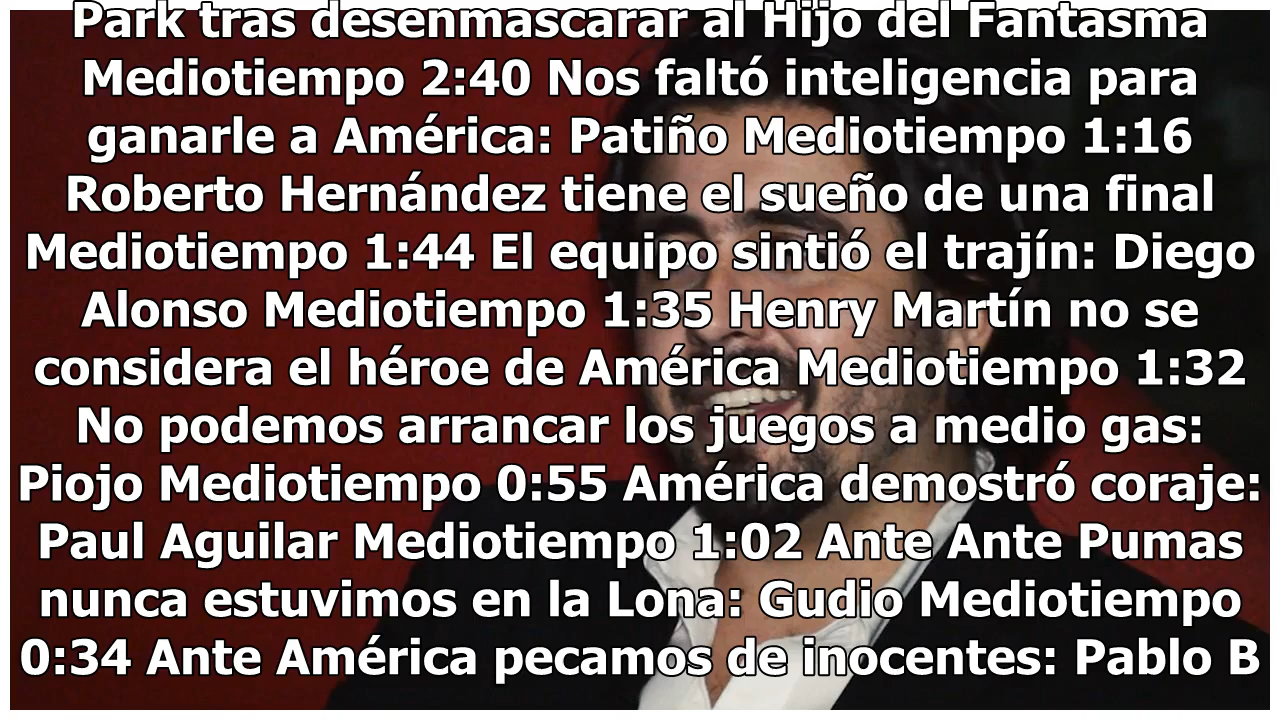 Park tras desenmascarar al Hijo del Fantasma
Mediotiempo 2:40 Nos faltó inteligencia para
ganarle a América: Patiño Mediotiempo 1:16
Roberto Hernández tiene el sueño de una final
Mediotiempo 1:44 El equipo sintió el trajín: Diego
Alonso Mediotiempo 1:35 Henry Martín no se
considera el héroe de América Mediotiempo 1:32
No podemos arrancar los juegos a medio gas:
Piojo Mediotiempo 0:55 América demostró coraje:
Paul Aguilar Mediotiempo 1:02 Ante Ante Pumas
nunca estuvimos en la Lona: Gudio Mediotiempo
0:34 Ante América pecamos de inocentes: Pablo B